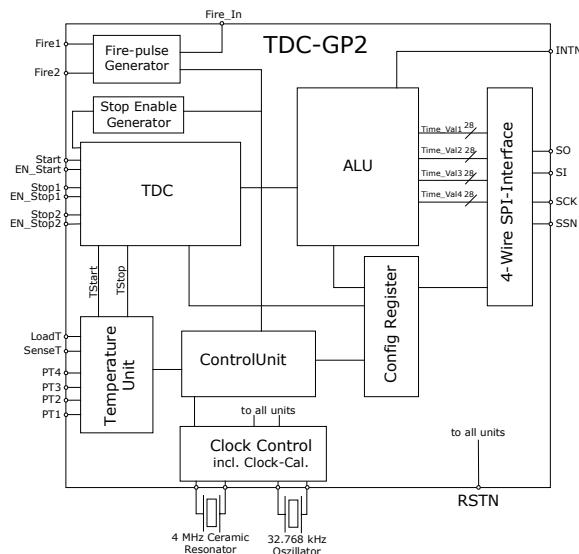 Fire_In
TDC-GP2
Fire1
Fire2
Fire-pulse
Generator
INTN
Stop Enable
Generator
Start
EN_Start
Stop1
EN_Stop1
Stop2
EN_Stop2
TDC
ALU
Time_Val1 28
Time_Val2 28
Time_Val3 28
Time_Val4 28
4-Wire SPI-Interface
SO
SI
SCK
SSN
TStart
TStop
Config Register
LoadT
SenseT
PT4
PT3
PT2
PT1
Temperature
Unit
ControlUnit
to all units
Clock Control
incl. Clock-Cal.
to all units
RSTN
4 MHz Ceramic
Resonator
32.768 kHz
Oszillator